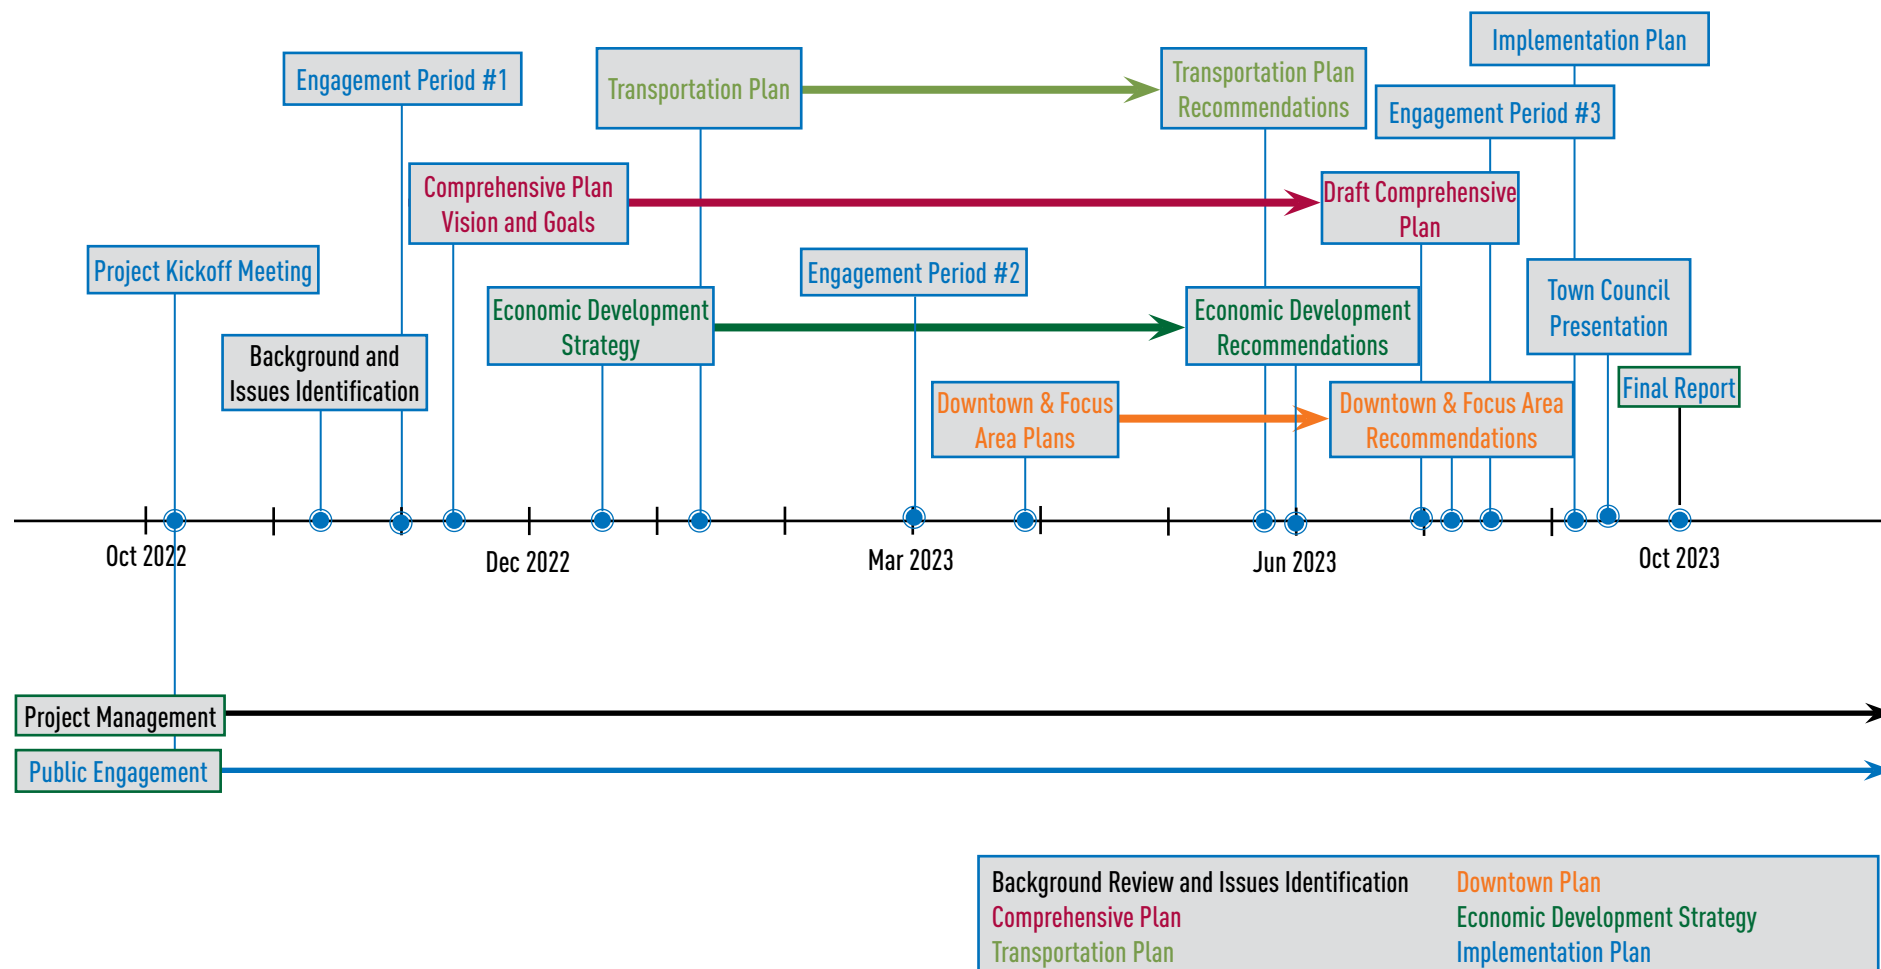 Implementation Plan
Engagement Period #1
Transportation Plan
Transportation Plan
Recommendations
Engagement Period #3
Comprehensive Plan
Vision and Goals
Draft Comprehensive
Plan
Project Kickoff Meeting
Engagement Period #2
Economic Development
Strategy
Economic Development
Recommendations
Town Council
Presentation
Background and
Issues Identification
Downtown & Focus
Area Plans
Downtown & Focus Area
Recommendations
Final Report
Oct 2022
Dec 2022
Mar 2023
Jun 2023
Oct 2023
Project Management
Public Engagement
Background Review and Issues Identification
Comprehensive Plan
Transportation Plan
Downtown Plan
Economic Development Strategy
Implementation Plan